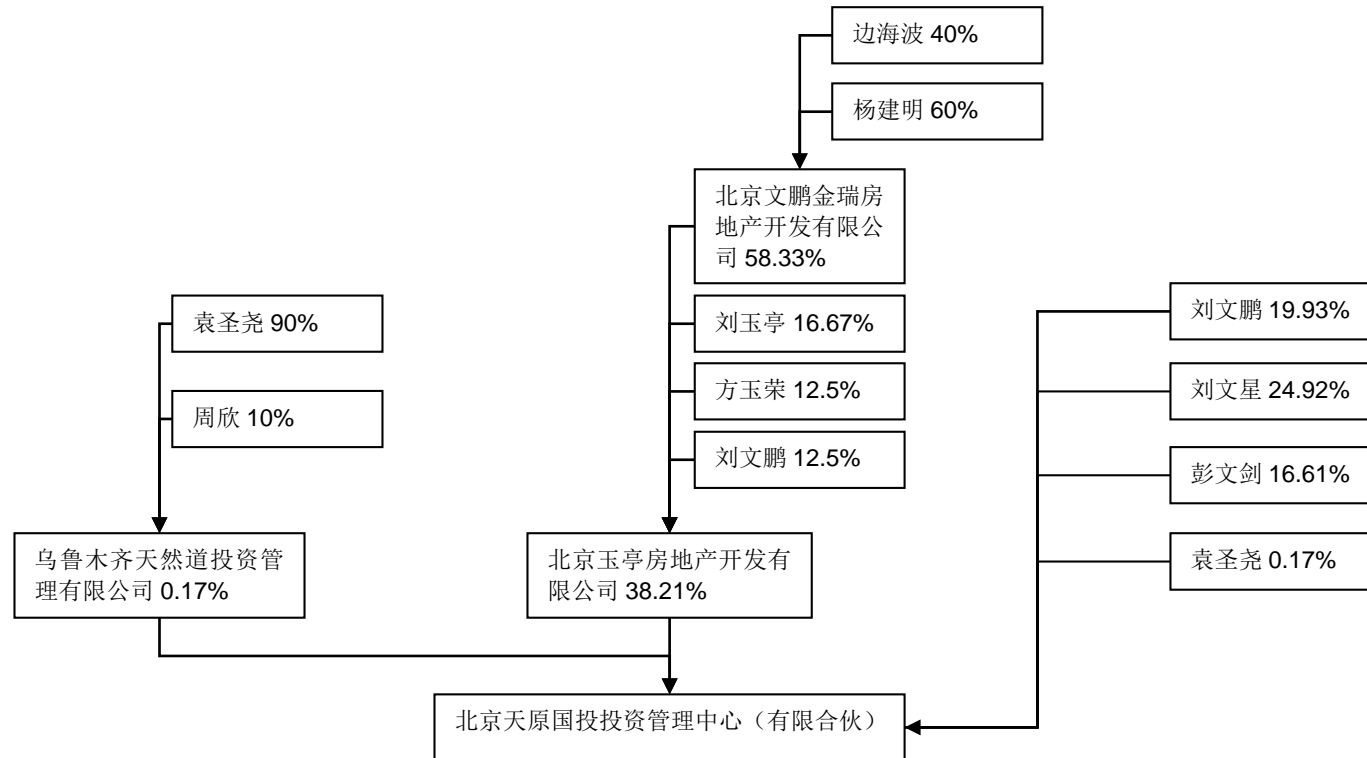 边海波 40%
杨建明 60%
北京文鹏金瑞房
地产开发有限公
司 58.33%
袁圣尧 90%
周欣 10%
刘玉亭 16.67%
方玉荣 12.5%
刘文鹏 12.5%
刘文鹏 19.93%
刘文星 24.92%
彭文剑 16.61%
袁圣尧 0.17%
乌鲁木齐天然道投资管
理有限公司 0.17%
北京玉亭房地产开发有
限公司 38.21%
北京天原国投投资管理中心（有限合伙）